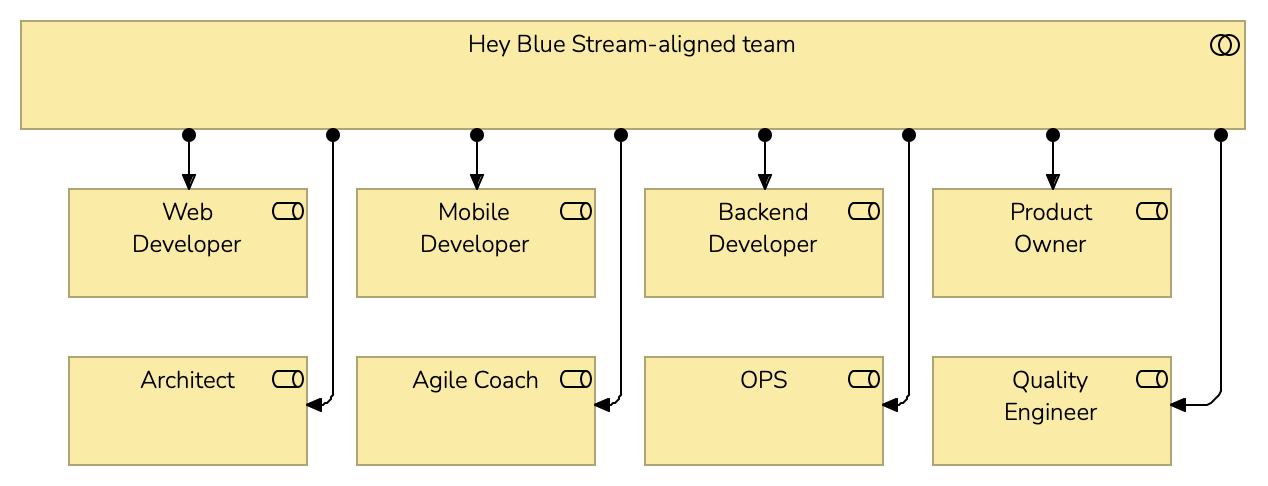 Hey Blue Stream-aligned team
Web
Developer
Mobile
Developer
Backend
Developer
Product
Owner
Architect
Agile Coach
OPS
Quality
Engineer